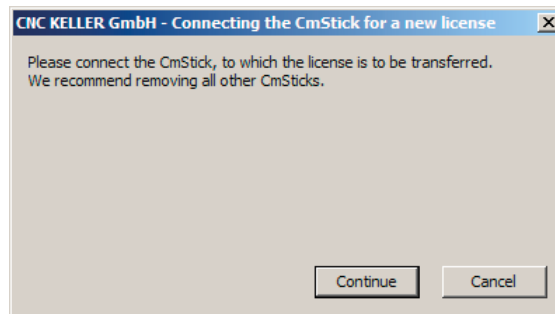 CNC KELLER GmbH - Connecting the CmStick for a new license
Please connect the CmStick, to which the license is to be transferred.
We recommend removing all other CmSticks.
Continue
Cancel